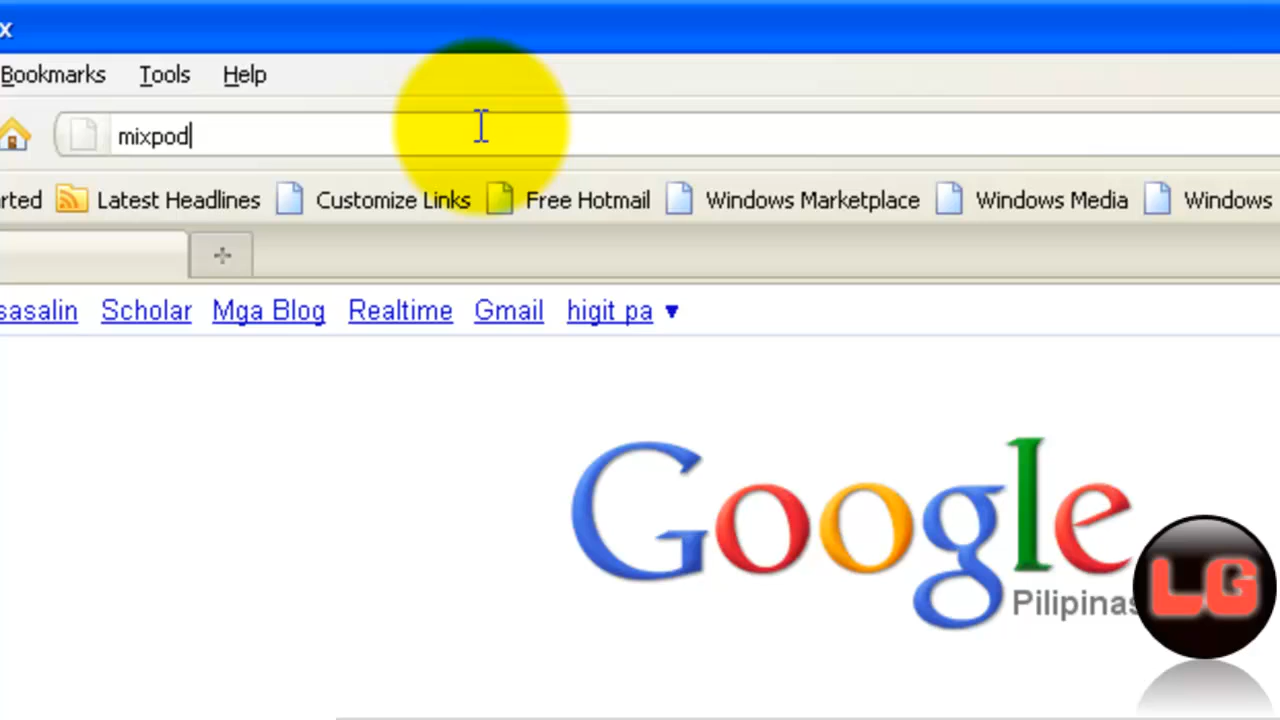 x
Bookmarks Tools Help
mixpod
rted Latest Headlines Customize Links Free Hotmail Windows Marketplace Windows Media Windows
sasalin Scholar Mga Blog Realtime Gmail higit pa ▼
Google
Pilipinas
LG